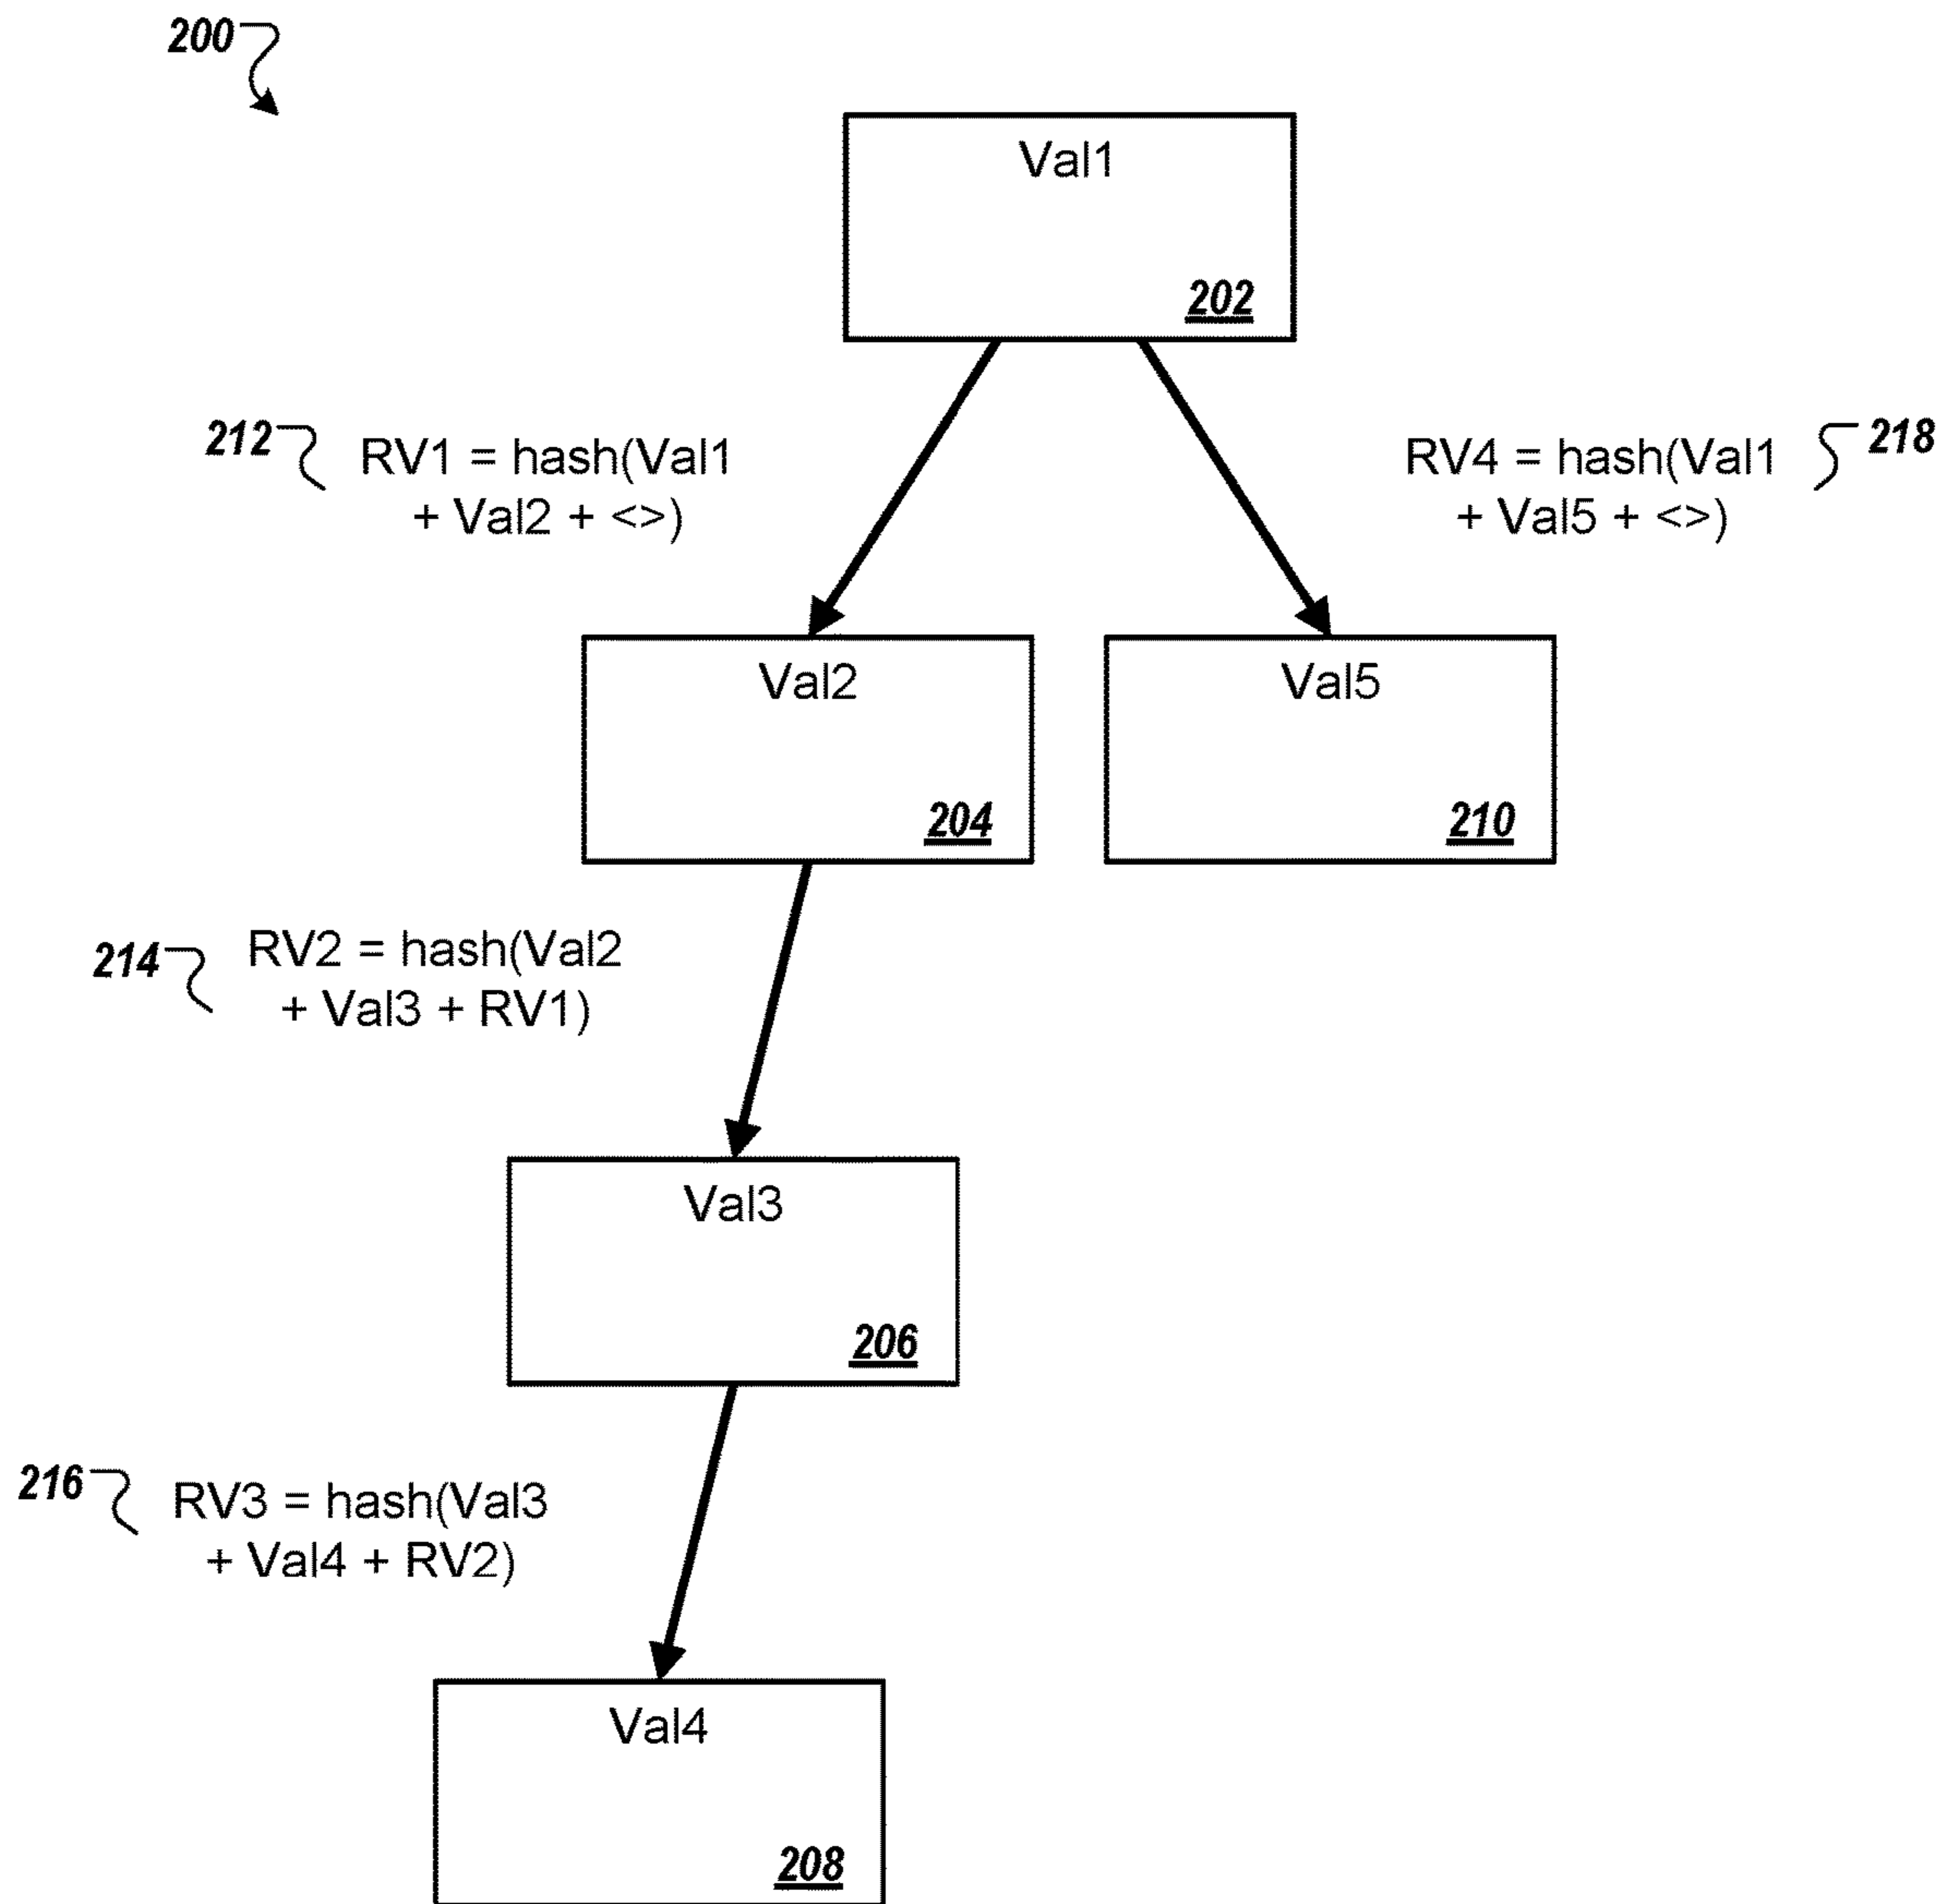 200
Val1
202
212
RV1 = hash(Val1
+ Val2 + <>)
RV4 = hash(Val1
+ Val5 + <>)
218
Val2
204
Val5
210
214
RV2 = hash(Val2
+ Val3 + RV1)
Val3
206
216
RV3 = hash(Val3
+ Val4 + RV2)
Val4
208